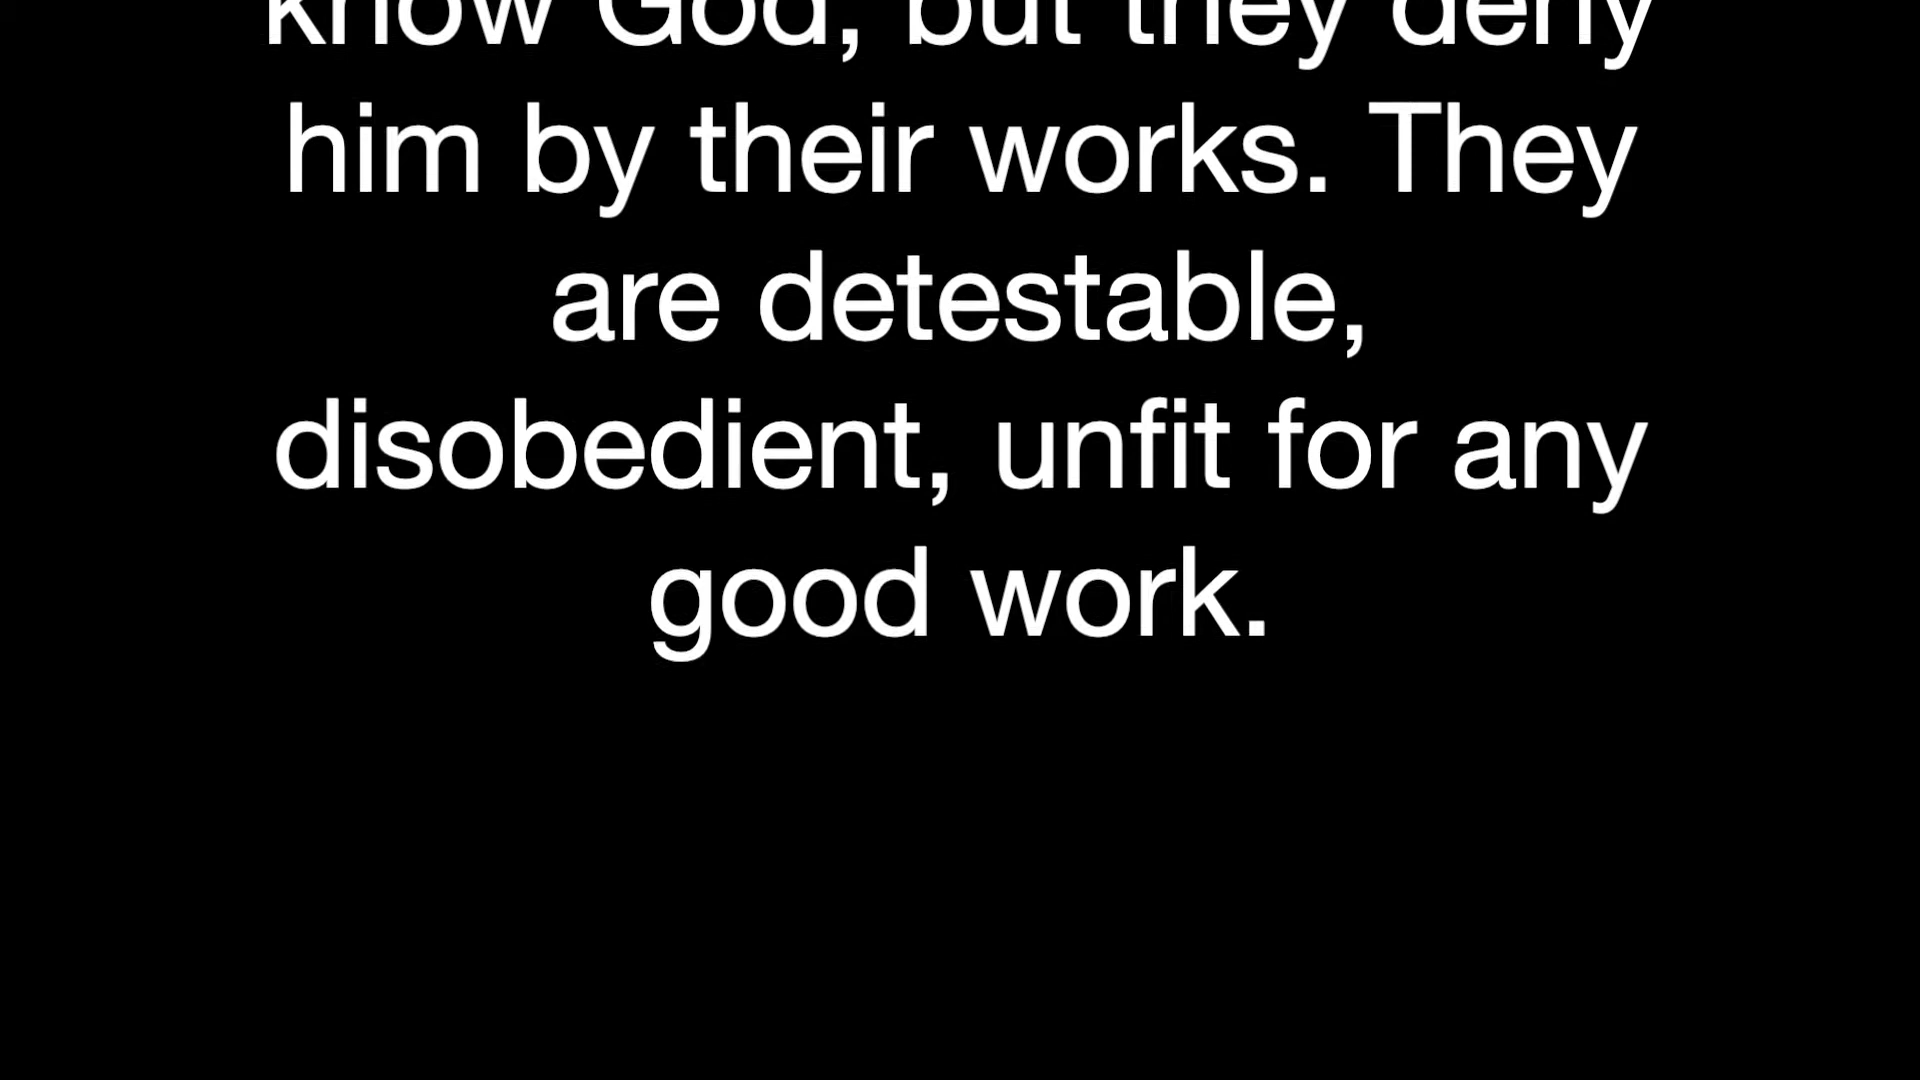 know God, but they deny
him by their works. They
are detestable,
disobedient, unfit for any
good work.